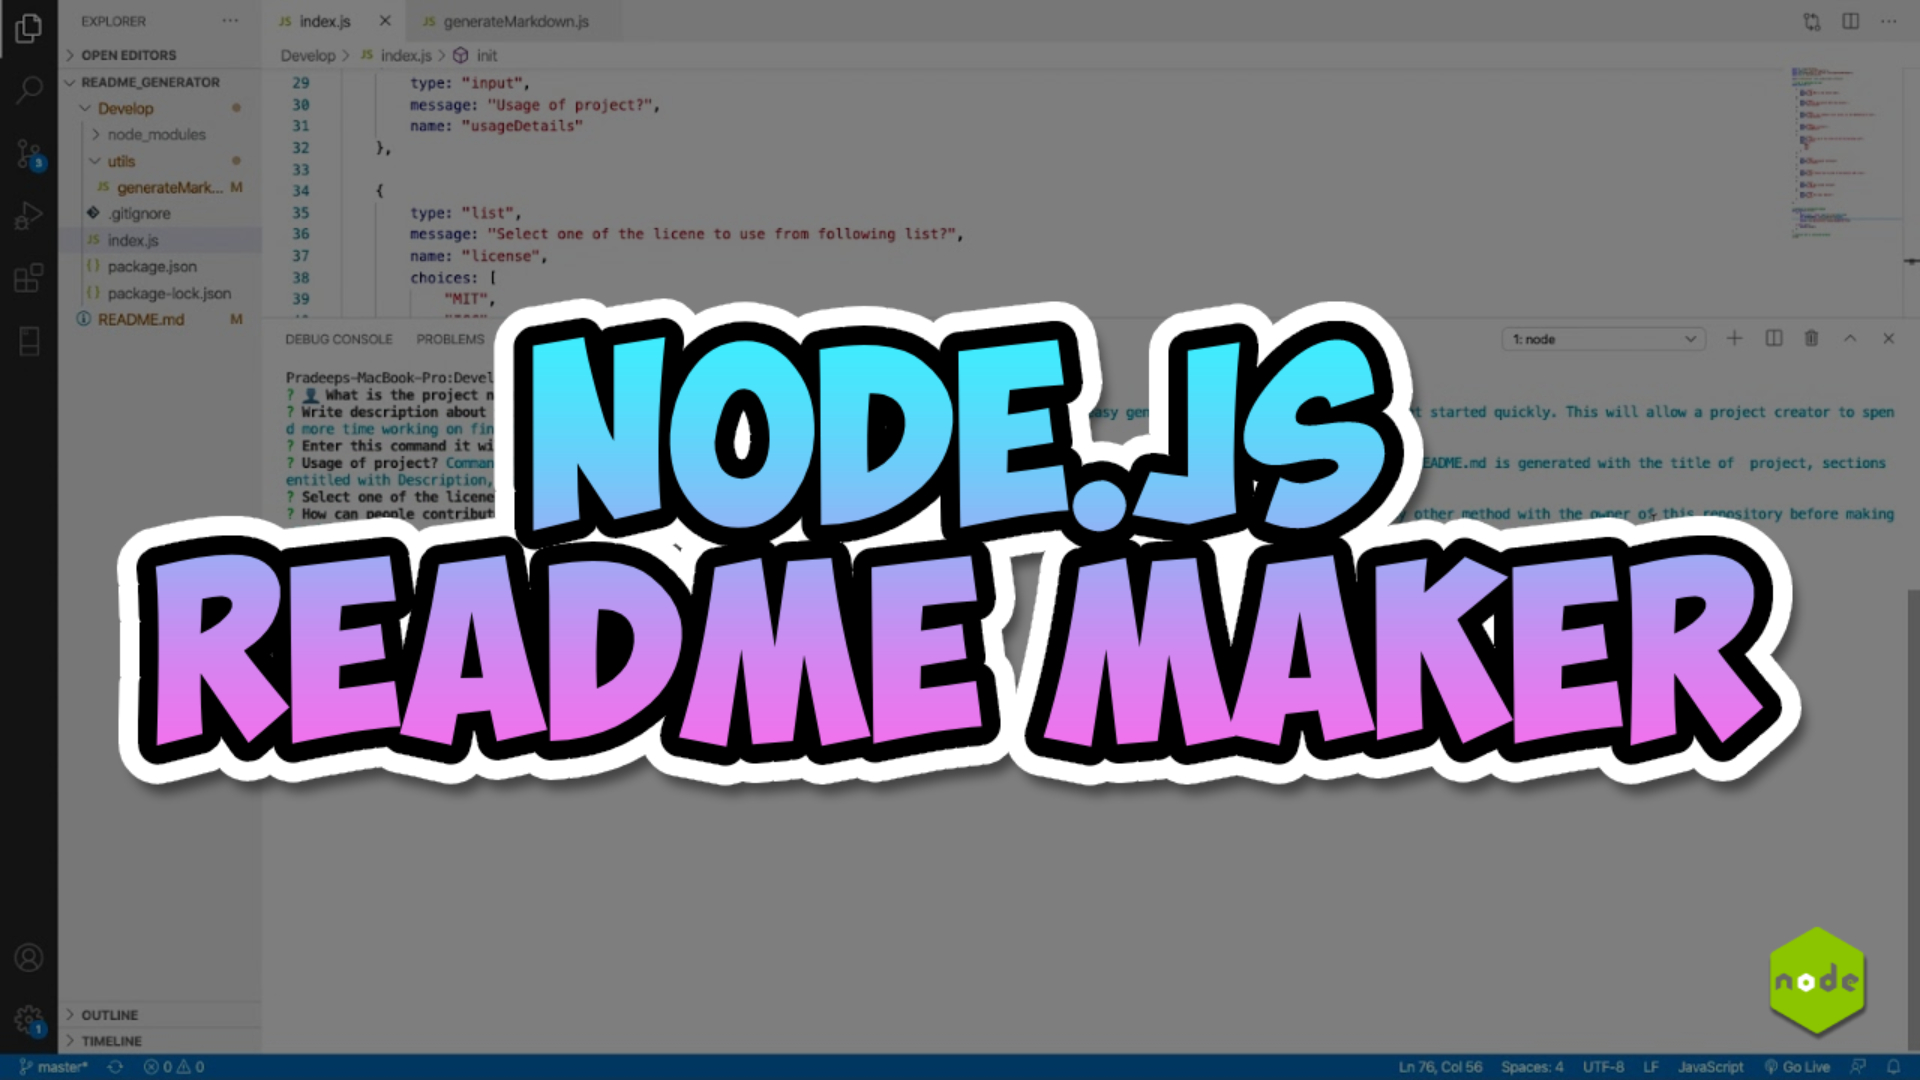 EXPLORER
OPEN EDITORS
README_GENERATOR
Develop
node_modules
utils
JS generateMark... M
.gitignore
JS index.js
{} package.json
{} package-lock.json
README.md M
OUTLINE
TIMELINE
JS index.js
JS generateMarkdown.js
Develop > JS index.js > init
29 type: "input",
30 message: "Usage of project?",
31 name: "usageDetails"
32 },
33
34 {
35 type: "list",
36 message: "Select one of the licene to use from following list?",
37 name: "license",
38 choices: [
39 "MIT",
DEBUG CONSOLE PROBLEMS
1: node
Pradeeps-MacBook-Pro:Devel
? What is the project n
? Write description about easy gen t started quickly. This will allow a project creator to spen
d more time working on fin
? Enter this command it wi
? Usage of project? Comman EADME.md is generated with the title of project, sections
entitled with Description,
? Select one of the licene
? How can people contribut other method with the owner of this repository before making
NODE.JS
README MAKER
node
3
1
master* 0 0
Ln 76, Col 56 Spaces: 4 UTF-8 LF JavaScript Go Live